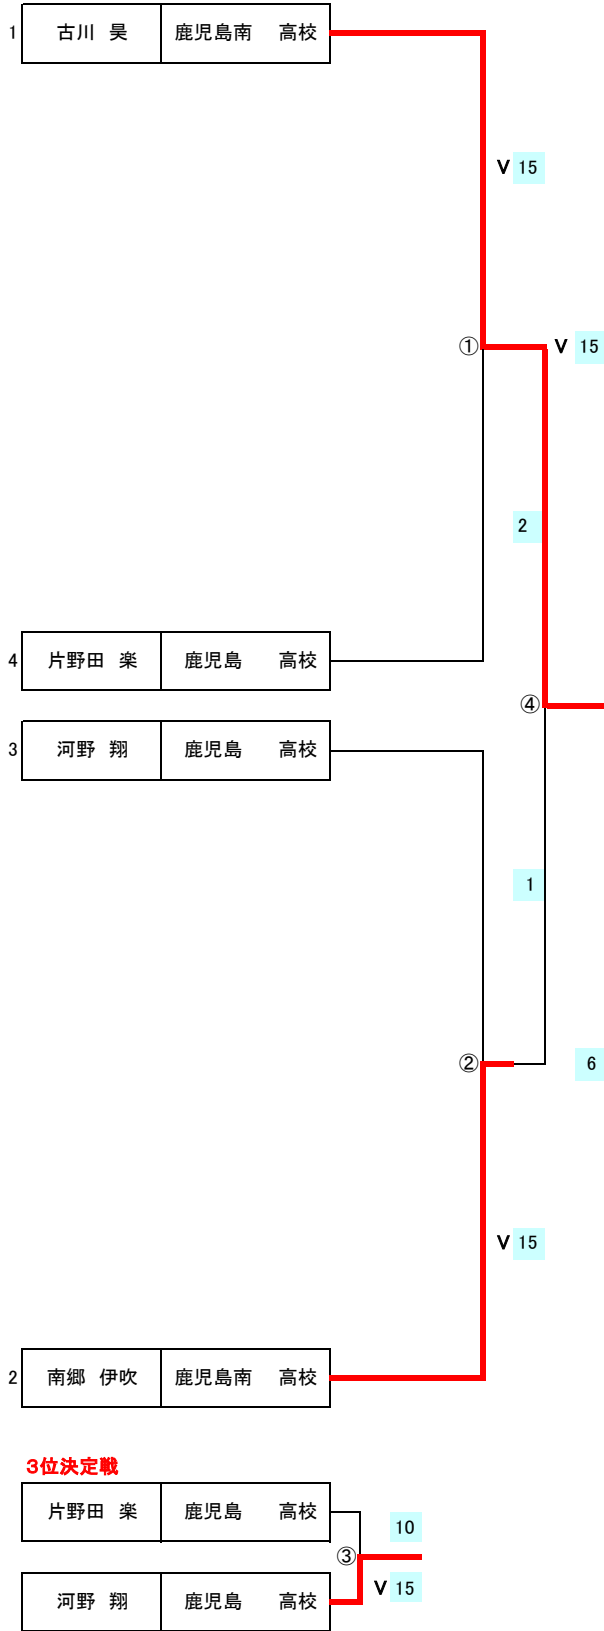 1 古川 昊 鹿児島南 高校
V 15
① V 15
2
4 片野田 楽 鹿児島 高校
④
3 河野 翔 鹿児島 高校
1
② 6
V 15
2 南郷 伊吹 鹿児島南 高校
3位決定戦
片野田 楽 鹿児島 高校
10
③
V 15
河野 翔 鹿児島 高校